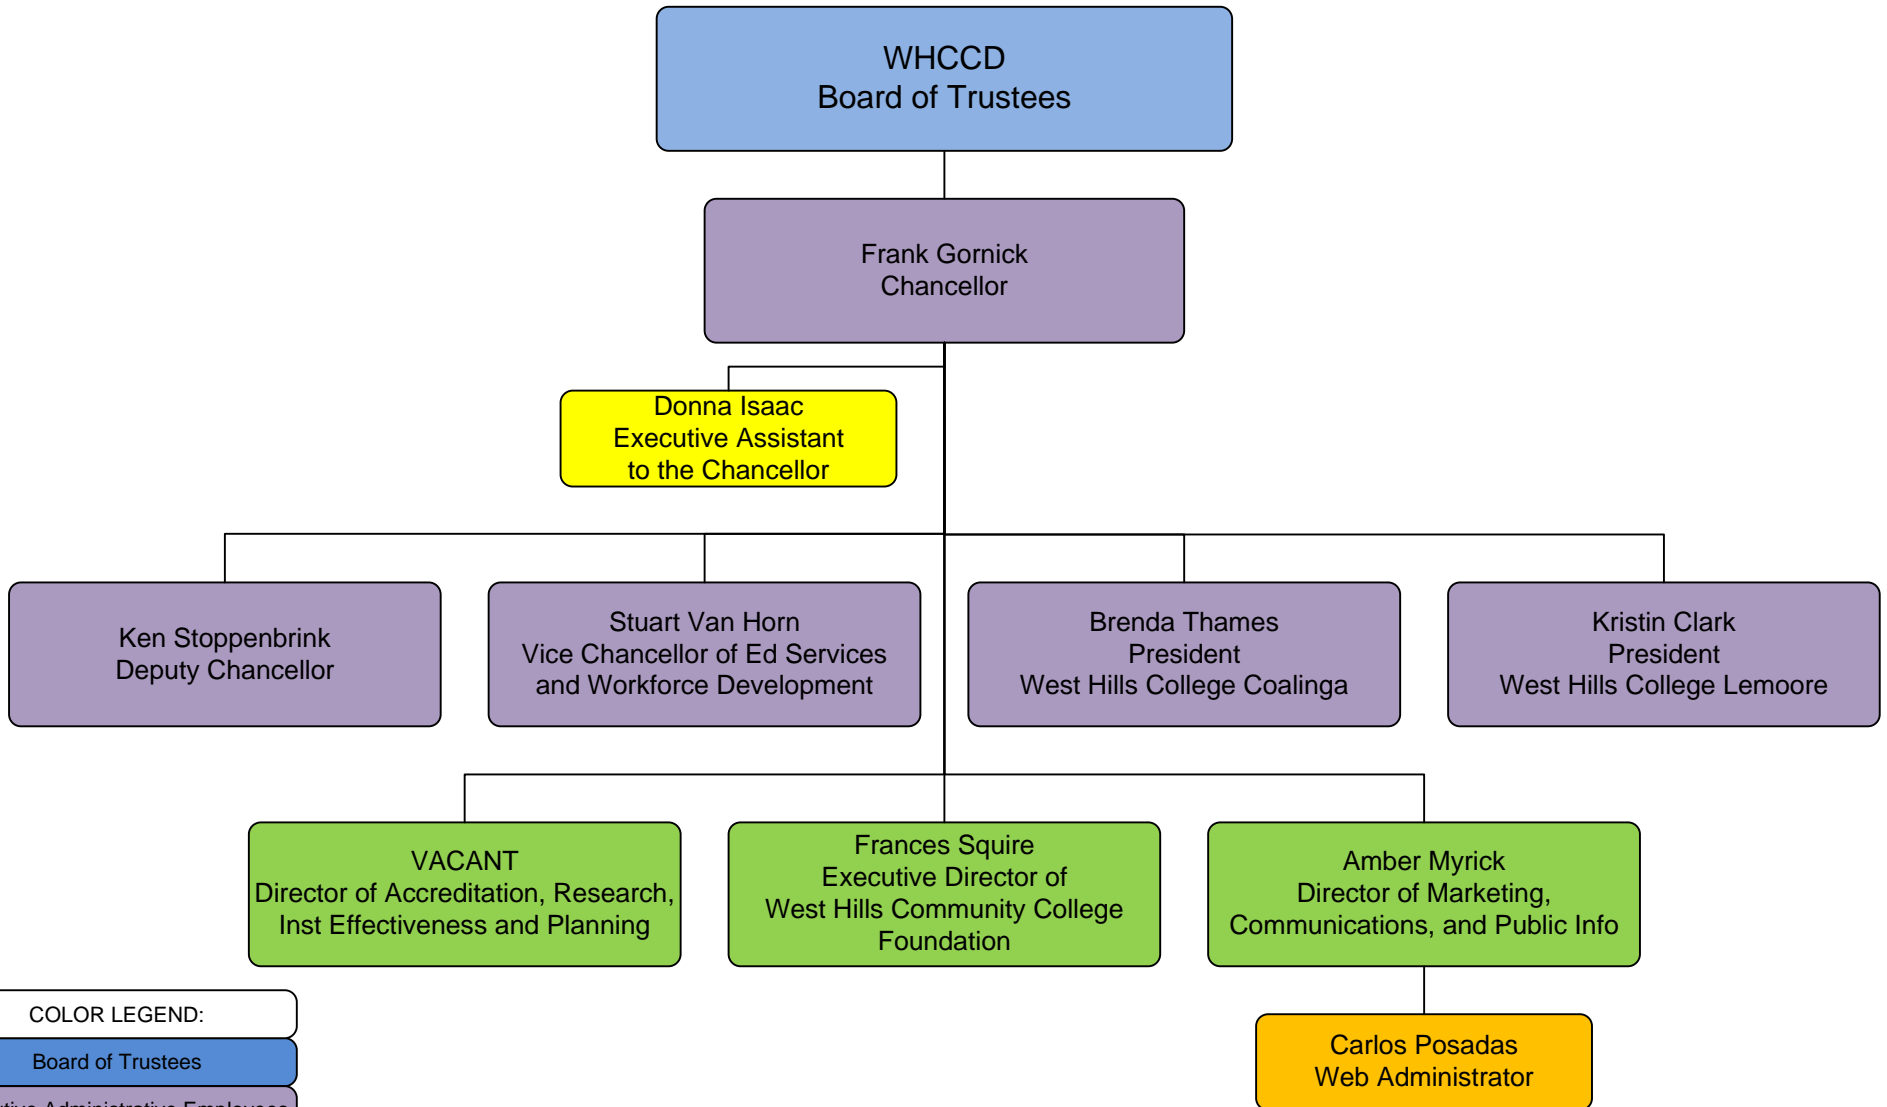 WHCCD
Board of Trustees
Frank Gornick
Chancellor
Donna Isaac
Executive Assistant
to the Chancellor
Ken Stoppenbrink
Deputy Chancellor
Stuart Van Horn
Vice Chancellor of Ed Services
and Workforce Development
Brenda Thames
President
West Hills College Coalinga
Kristin Clark
President
West Hills College Lemoore
VACANT
Director of Accreditation, Research,
Inst Effectiveness and Planning
Frances Squire
Executive Director of
West Hills Community College
Foundation
Amber Myrick
Director of Marketing,
Communications, and Public Info
Carlos Posadas
Web Administrator
COLOR LEGEND:
Board of Trustees
Administrative Employees